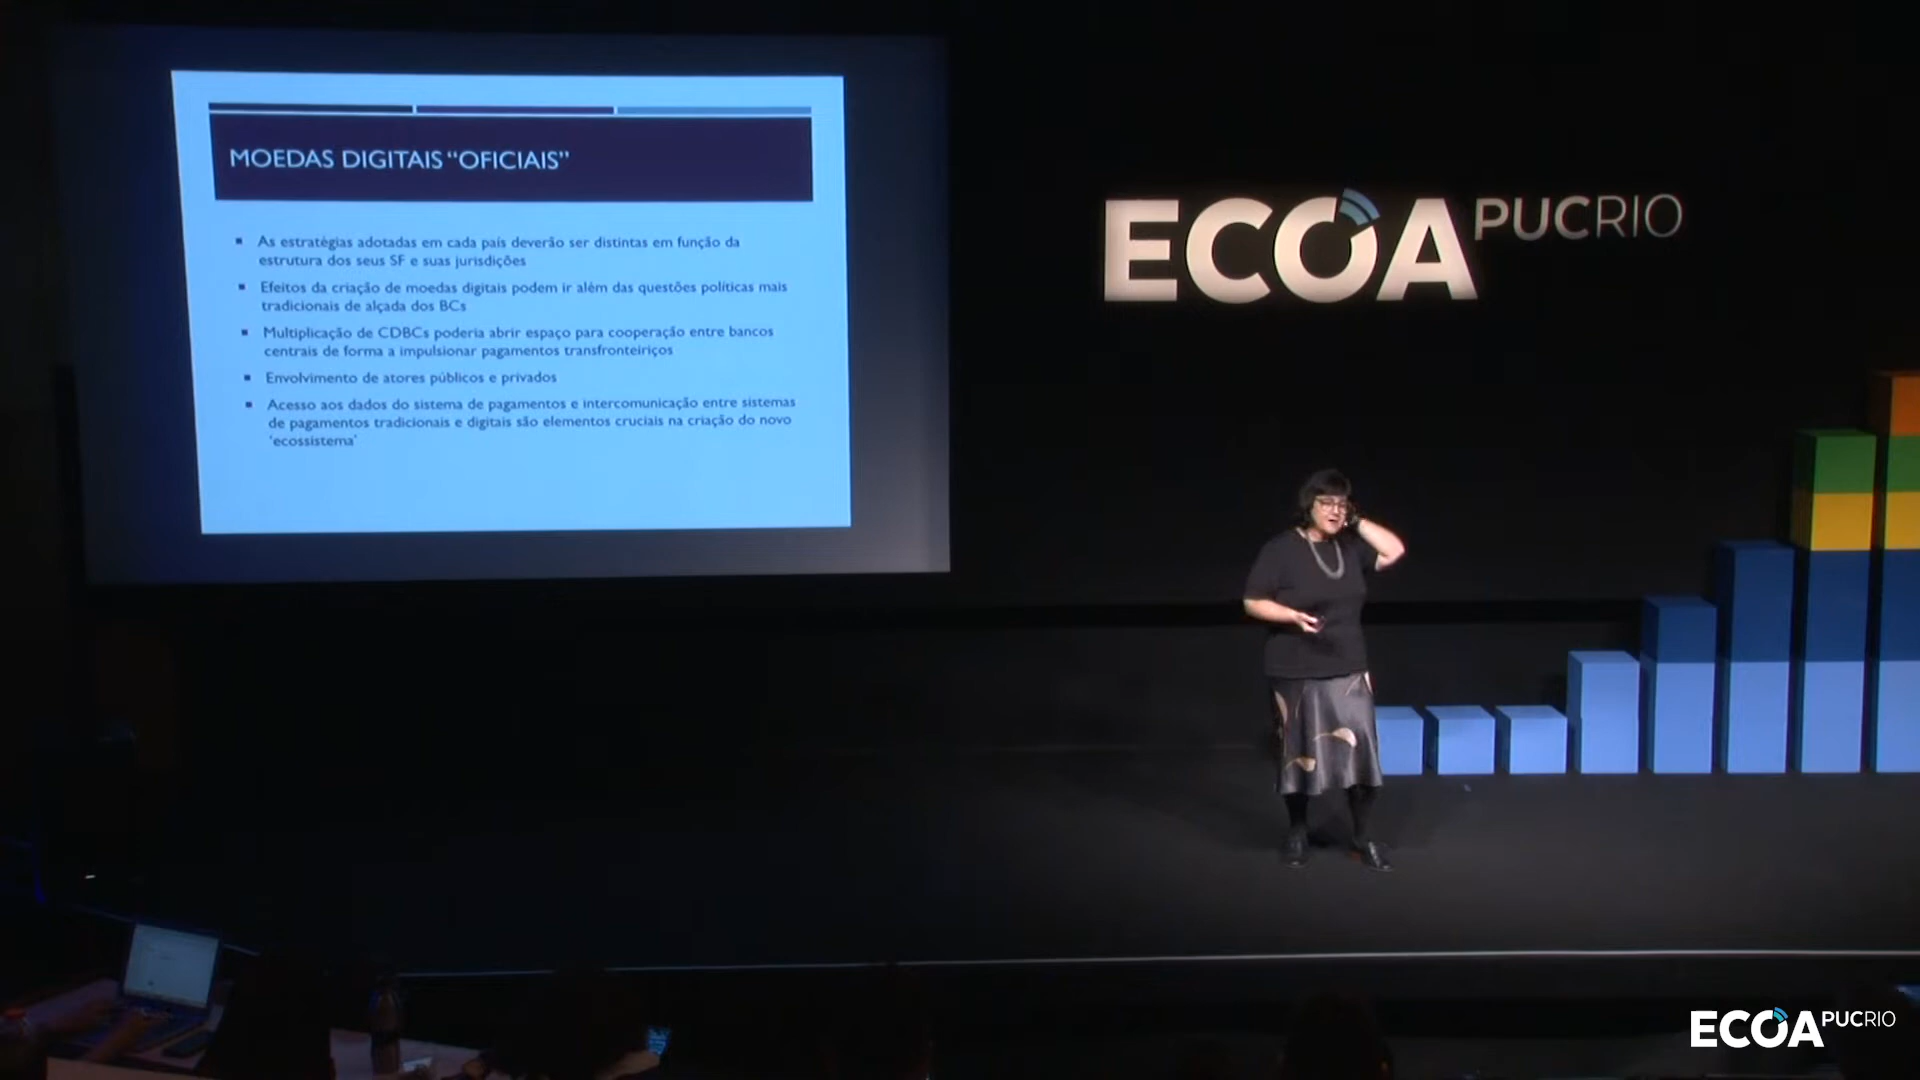 MOEDAS DIGITAIS “OFICIAIS”
As estratégias adotadas em cada país deverão ser distintas em função da
estrutura dos seus SF e suas jurisdições
Efeitos da criação de moedas digitais podem ir além das questões políticas mais
tradicionais de alçada dos BCs
Multiplicação de CDBCs poderia abrir espaço para cooperação entre bancos
centrais de forma a impulsionar pagamentos transfronteiriços
Envolvimento de atores públicos e privados
Acesso aos dados do sistema de pagamentos e intercomunicação entre sistemas
de pagamentos tradicionais e digitais são elementos cruciais na criação do novo
‘ecossistema’
ECOA PUCRIO
ECOA PUCRIO